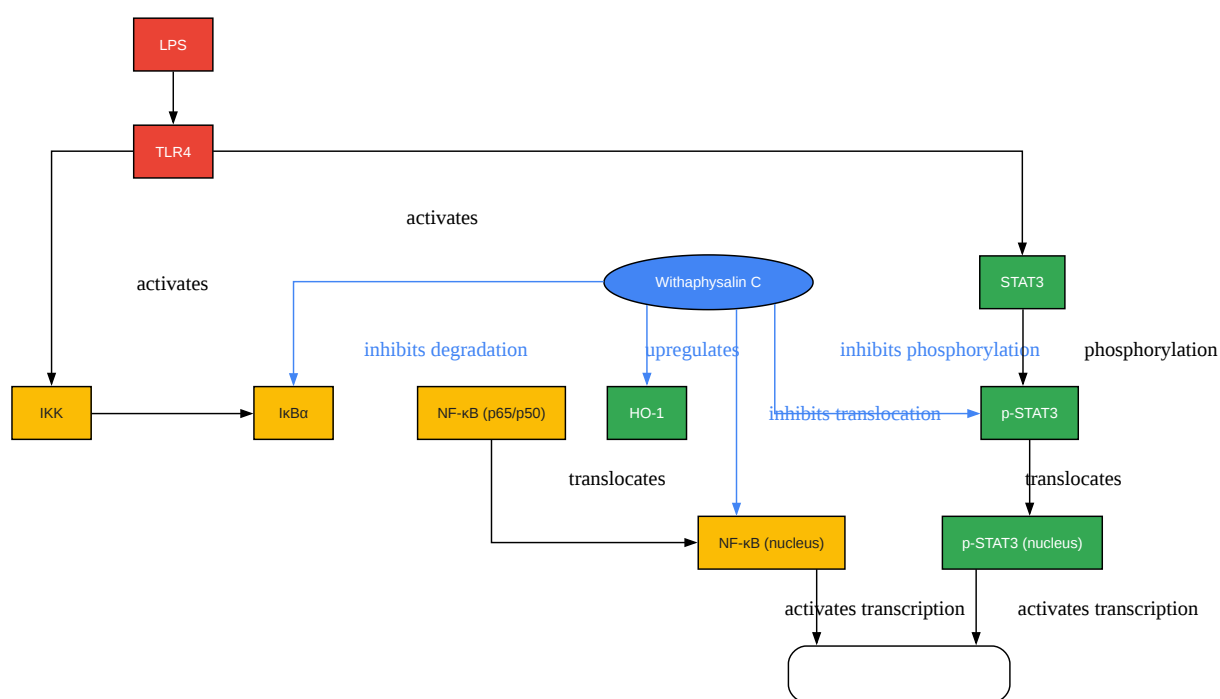 LPS
TLR4
activates
activates
Withaphysalin C
STAT3
inhibits degradation
upregulates
inhibits phosphorylation
phosphorylation
IKK
IκBα
NF-κB (p65/p50)
HO-1
inhibits translocation
p-STAT3
translocates
translocates
NF-κB (nucleus)
p-STAT3 (nucleus)
activates transcription
activates transcription